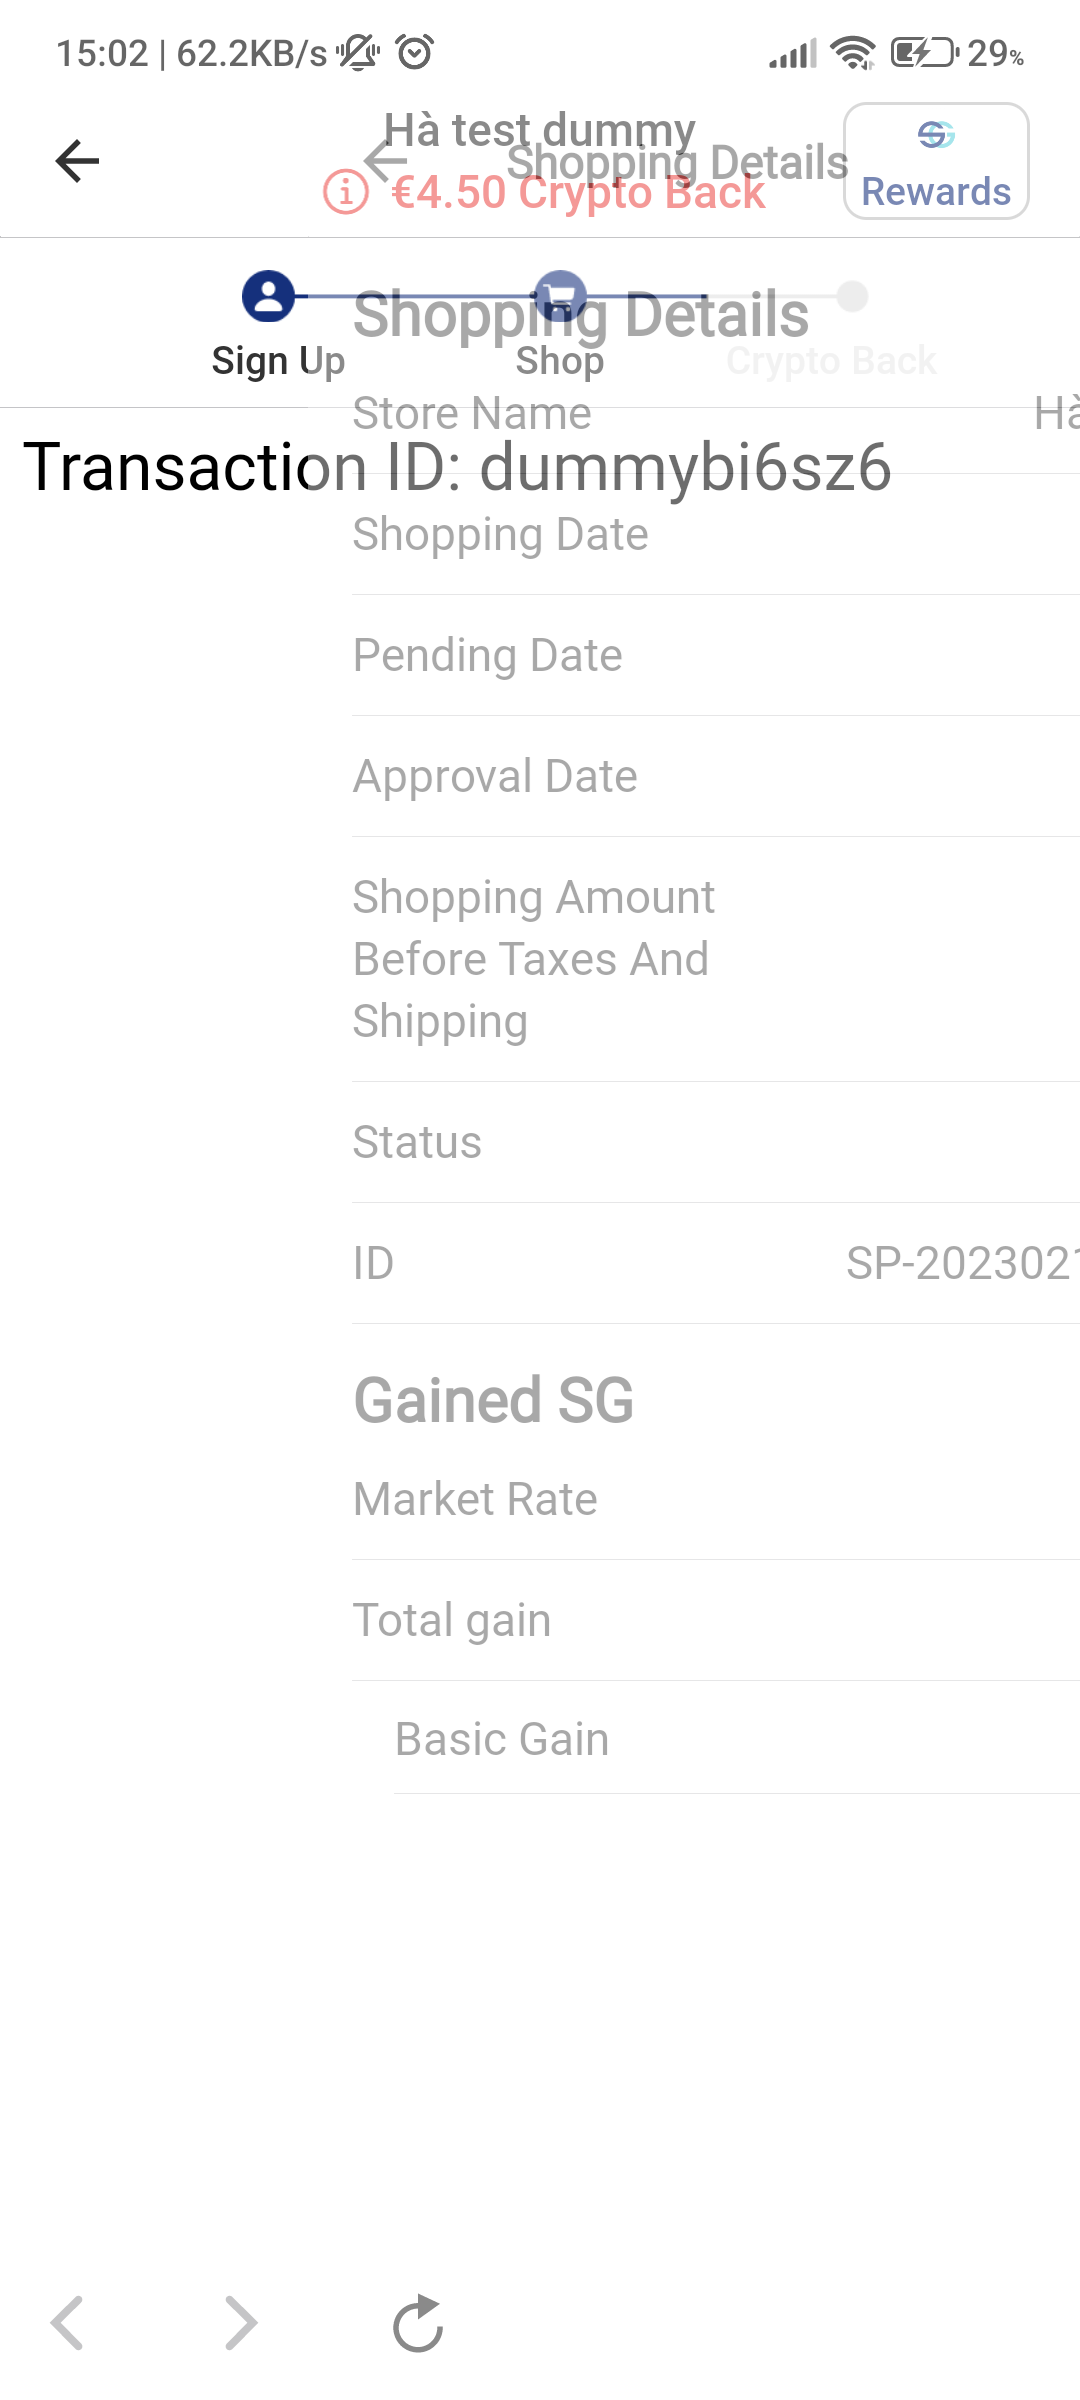 15:02 | 62.2KB/s
29%
Hà test dummy
Shopping Details
€4.50 Crypto Back
Rewards
Shopping Details
Sign Up
Shop
Crypto Back
Store Name
Hà
Transaction ID: dummybi6sz6
Shopping Date
Pending Date
Approval Date
Shopping Amount
Before Taxes And
Shipping
Status
ID
SP-2023021
Gained SG
Market Rate
Total gain
Basic Gain